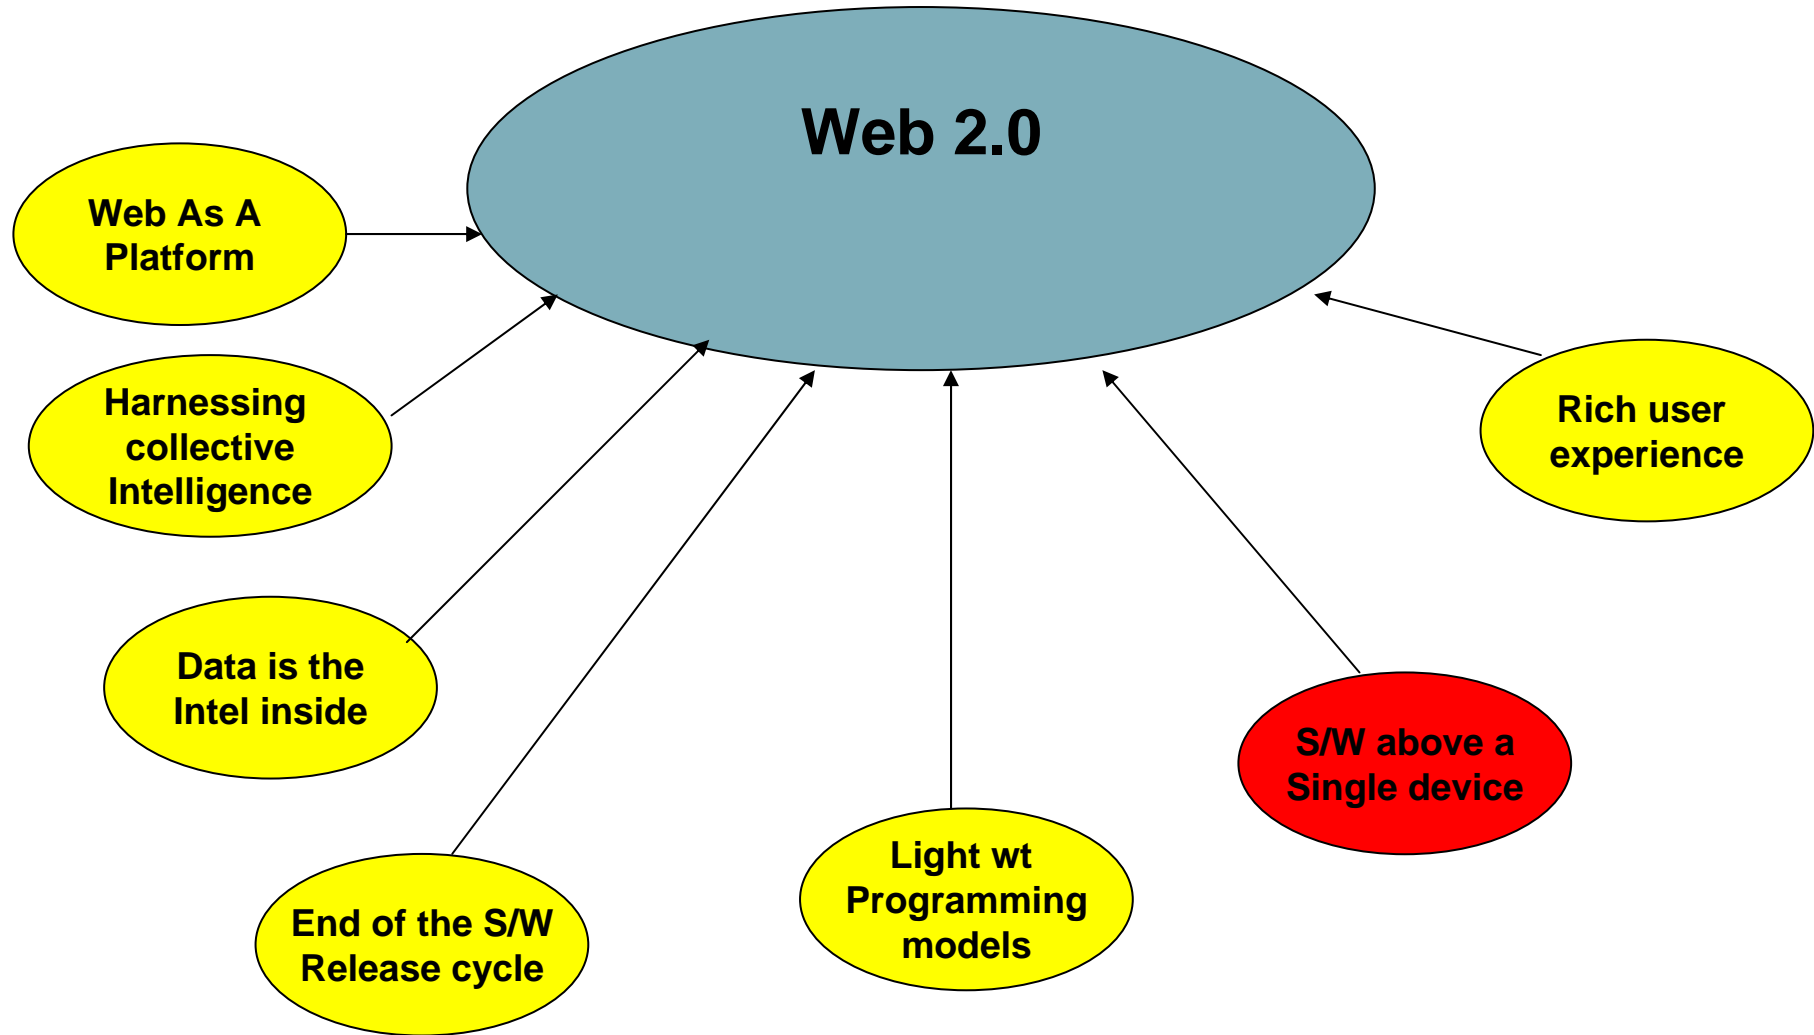 Web 2.0
Web As A
Platform
Harnessing
collective
Intelligence
Data is the
Intel inside
End of the S/W
Release cycle
Light wt
Programming
models
S/W above a
Single device
Rich user
experience